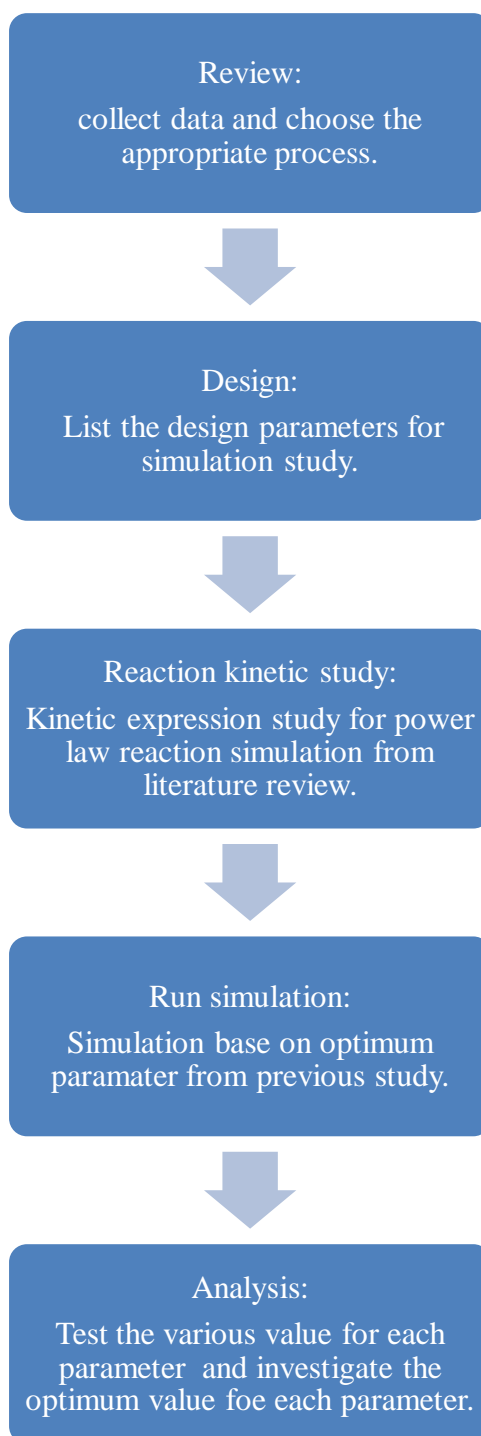 Review:
collect data and choose the
appropriate process.
Design:
List the design parameters for
simulation study.
Reaction kinetic study:
Kinetic expression study for power
law reaction simulation from
literature review.
Run simulation:
Simulation base on optimum
paramater from previous study.
Analysis:
Test the various value for each
parameter and investigate the
optimum value foe each parameter.